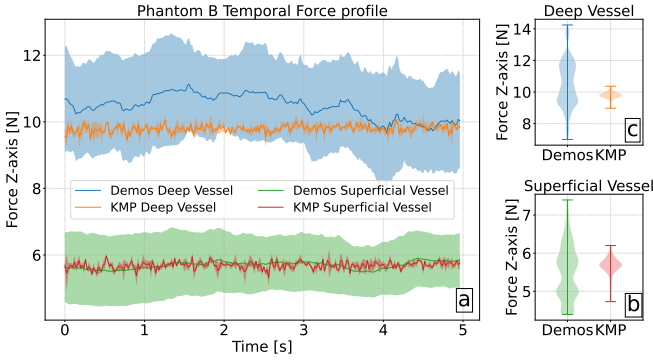 Phantom B Temporal Force profile
Force Z-axis [N]
12
10
8
6
Demos Deep Vessel
KMP Deep Vessel
Demos Superficial Vessel
KMP Superficial Vessel
a
0 1 2 3 4 5
Time [s]
Deep Vessel
Force Z-axis [N]
14
12
10
8
c
Demos KMP
Superficial Vessel
Force Z-axis [N]
7
6
5
b
Demos KMP